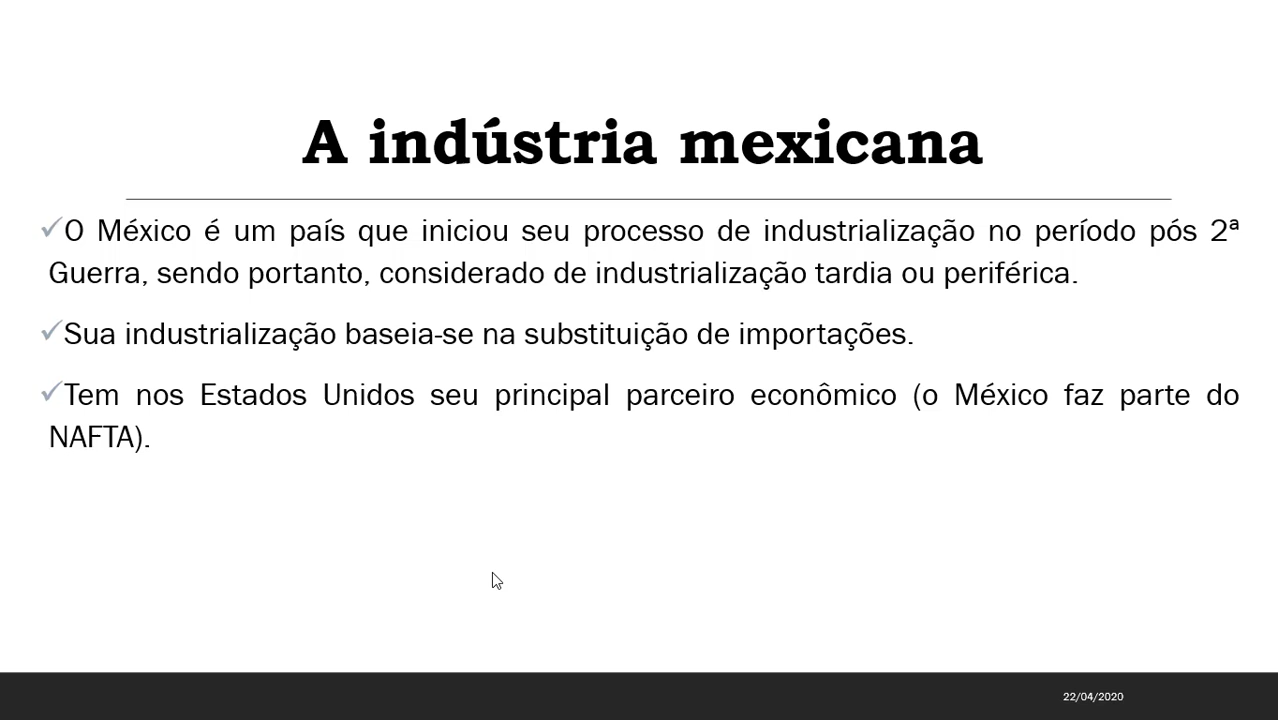 A indústria mexicana
✓O México é um país que iniciou seu processo de industrialização no período pós 2ª
Guerra, sendo portanto, considerado de industrialização tardia ou periférica.
✓Sua industrialização baseia-se na substituição de importações.
✓Tem nos Estados Unidos seu principal parceiro econômico (o México faz parte do
NAFTA).
22/04/2020